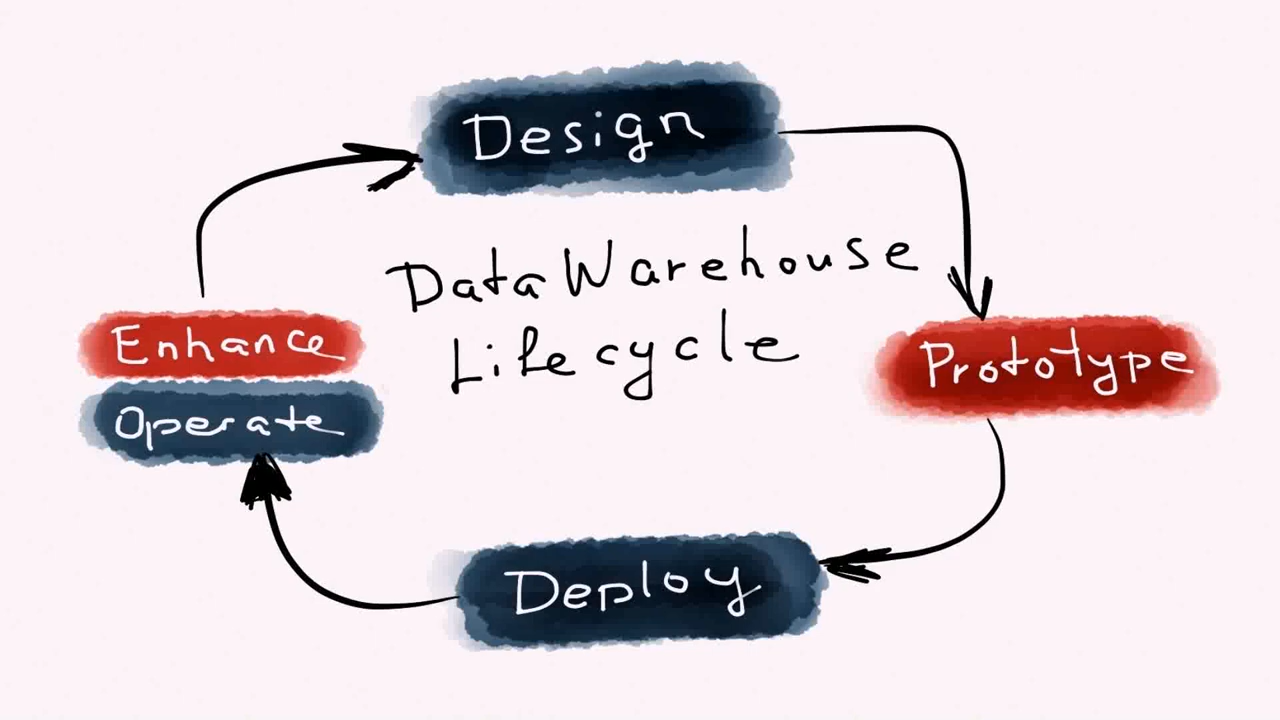 Design
Data Warehouse
Lifecycle
Enhance
Prototype
Operate
Deploy